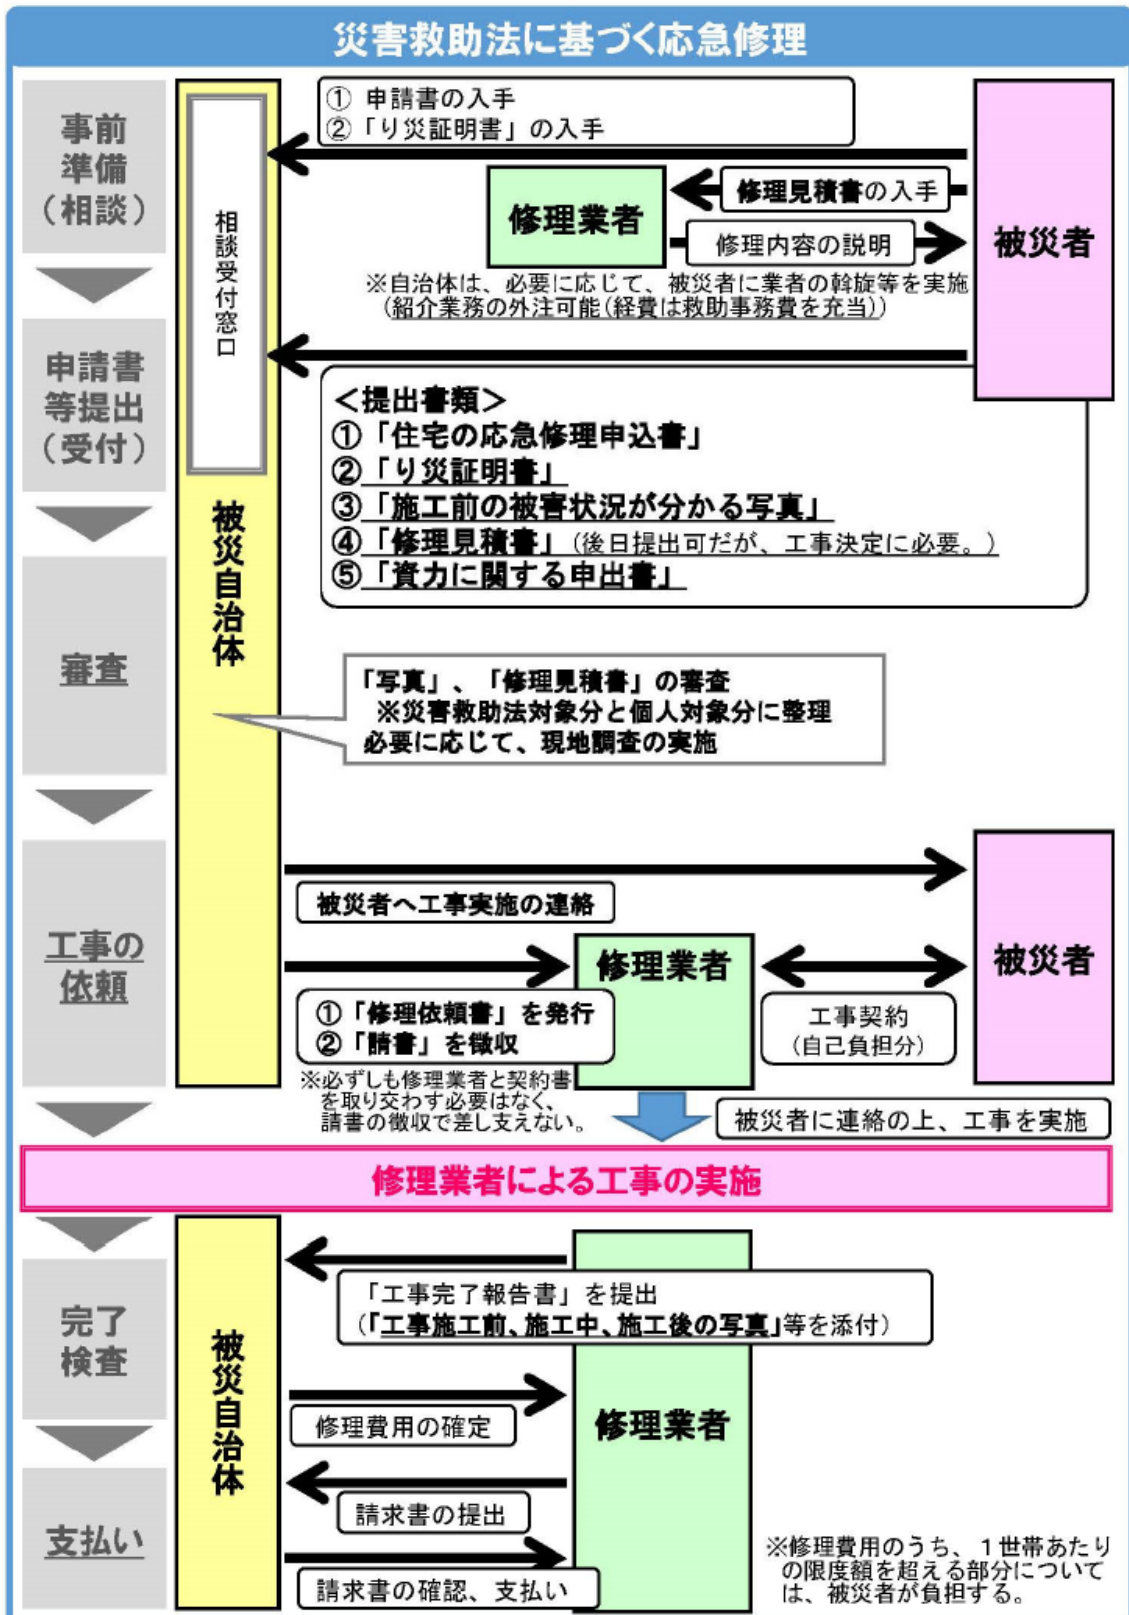 災害救助法に基づく応急修理
事前
準備
（相談）
① 申請書の入手
②「り災証明書」の入手
相談受付窓口
修理業者
修理見積書の入手
修理内容の説明
被災者
※自治体は、必要に応じて、被災者に業者の斡旋等を実施
（紹介業務の外注可能（経費は救助事務費を充当））
申請書
等提出
（受付）
＜提出書類＞
①「住宅の応急修理申込書」
②「り災証明書」
③「施工前の被害状況が分かる写真」
④「修理見積書」（後日提出可だが、工事決定に必要。）
⑤「資力に関する申出書」
被災自治体
審査
「写真」、「修理見積書」の審査
※災害救助法対象分と個人対象分に整理
必要に応じて、現地調査の実施
工事の
依頼
被災者へ工事実施の連絡
修理業者
被災者
①「修理依頼書」を発行
②「請書」を徴収
工事契約
（自己負担分）
※必ずしも修理業者と契約書
を取り交わす必要はなく、
請書の徴収で差し支えない。
被災者に連絡の上、工事を実施
修理業者による工事の実施
完了
検査
「工事完了報告書」を提出
（「工事施工前、施工中、施工後の写真」等を添付）
被災自治体
修理費用の確定
修理業者
請求書の提出
支払い
請求書の確認、支払い
※修理費用のうち、１世帯あたり
の限度額を超える部分について
は、被災者が負担する。